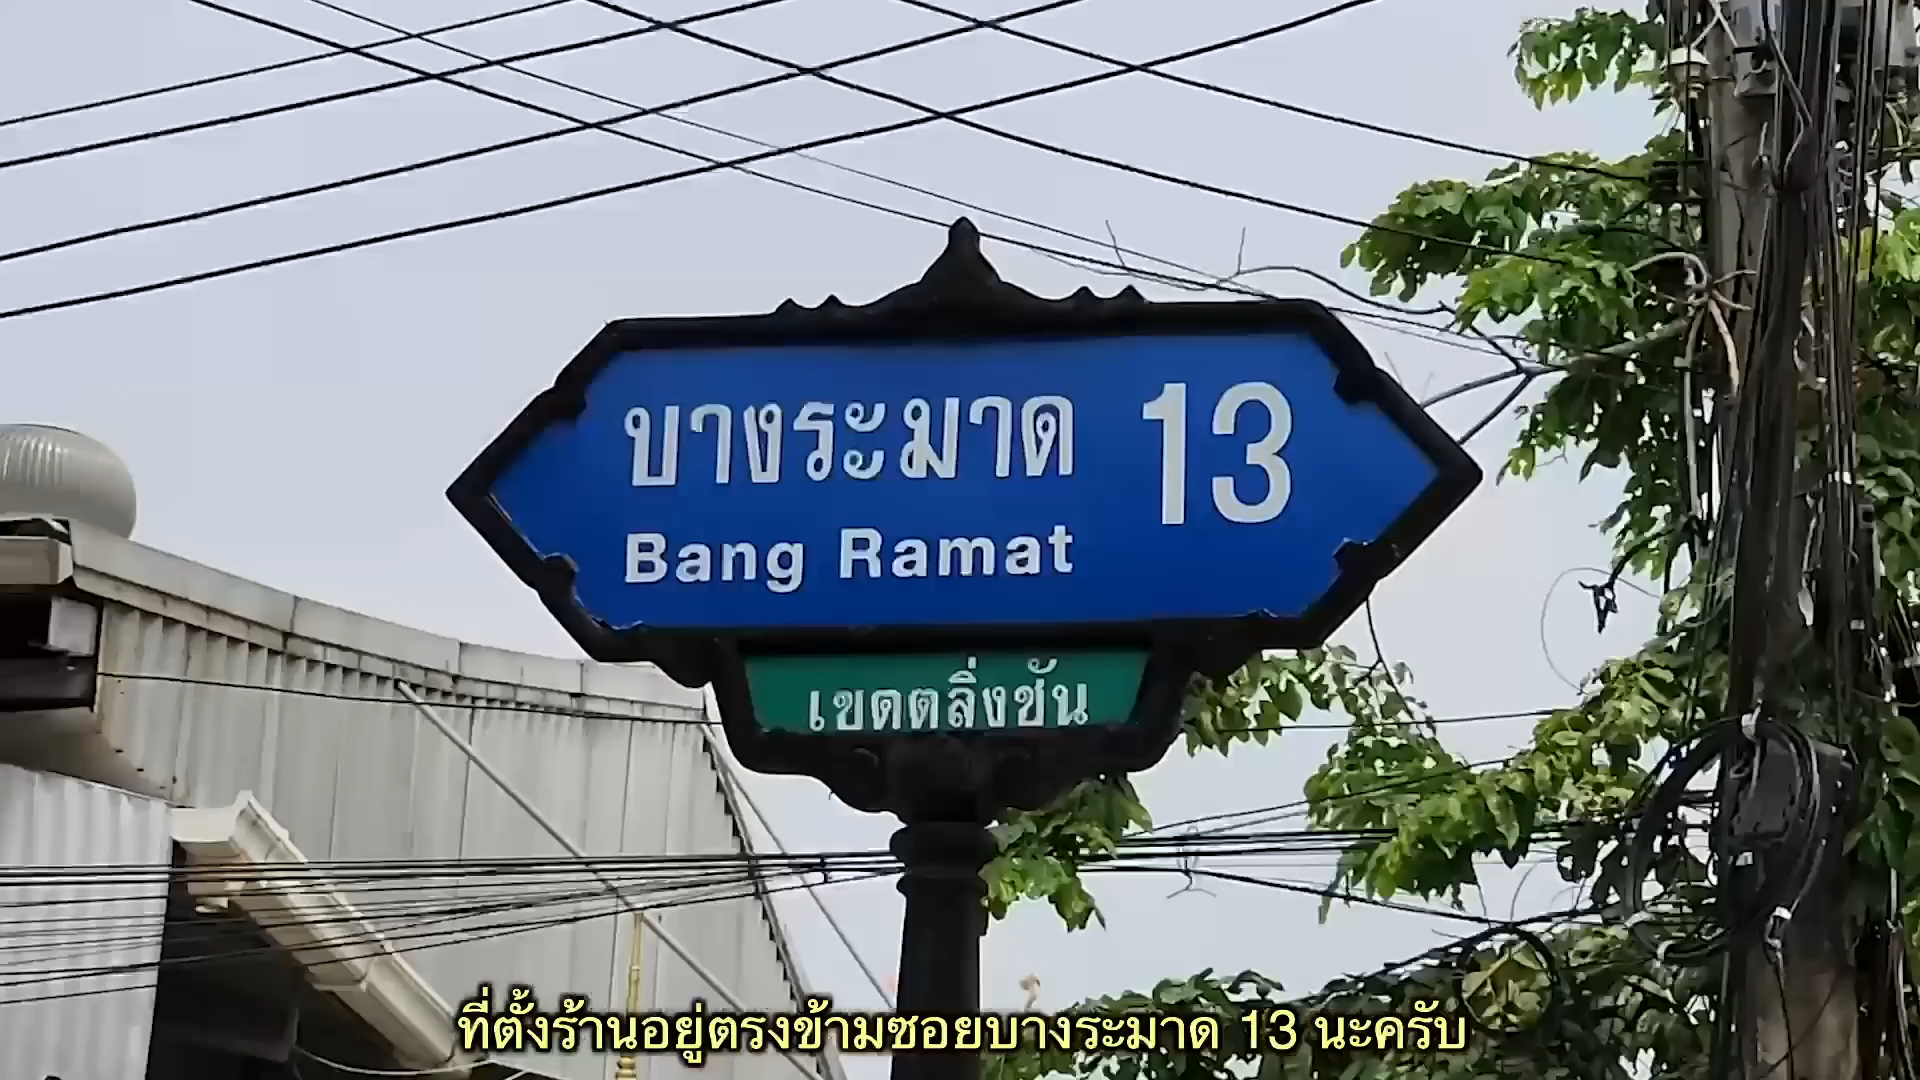 บางระมาด 13
Bang Ramat
เขตตลิ่งชัน
ที่ตั้งร้านอยู่ตรงข้ามซอยบางระมาด 13 นะครับ